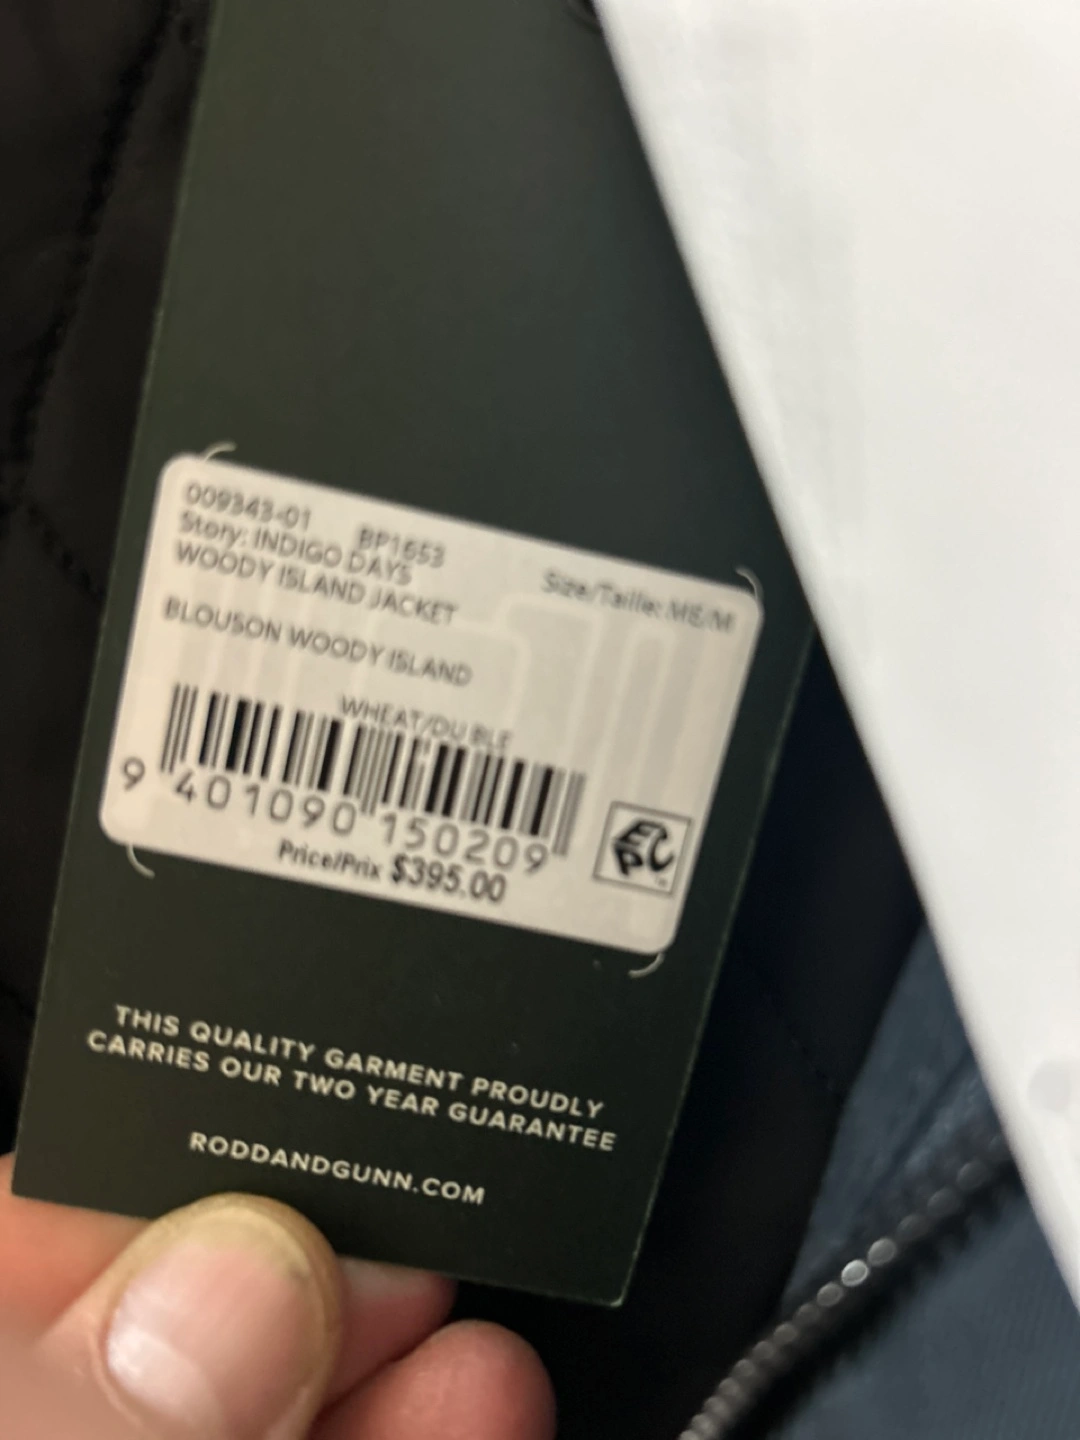 009343-01 BP1653
Story: INDIGO DAYS
WOODY ISLAND JACKET
Size/Taille: ME/M
BLOUSON WOODY ISLAND
WHEAT/DU BLE
9 401090 150209
Price/Prix $395.00
EPC
THIS QUALITY GARMENT PROUDLY
CARRIES OUR TWO YEAR GUARANTEE
RODDANDGUNN.COM